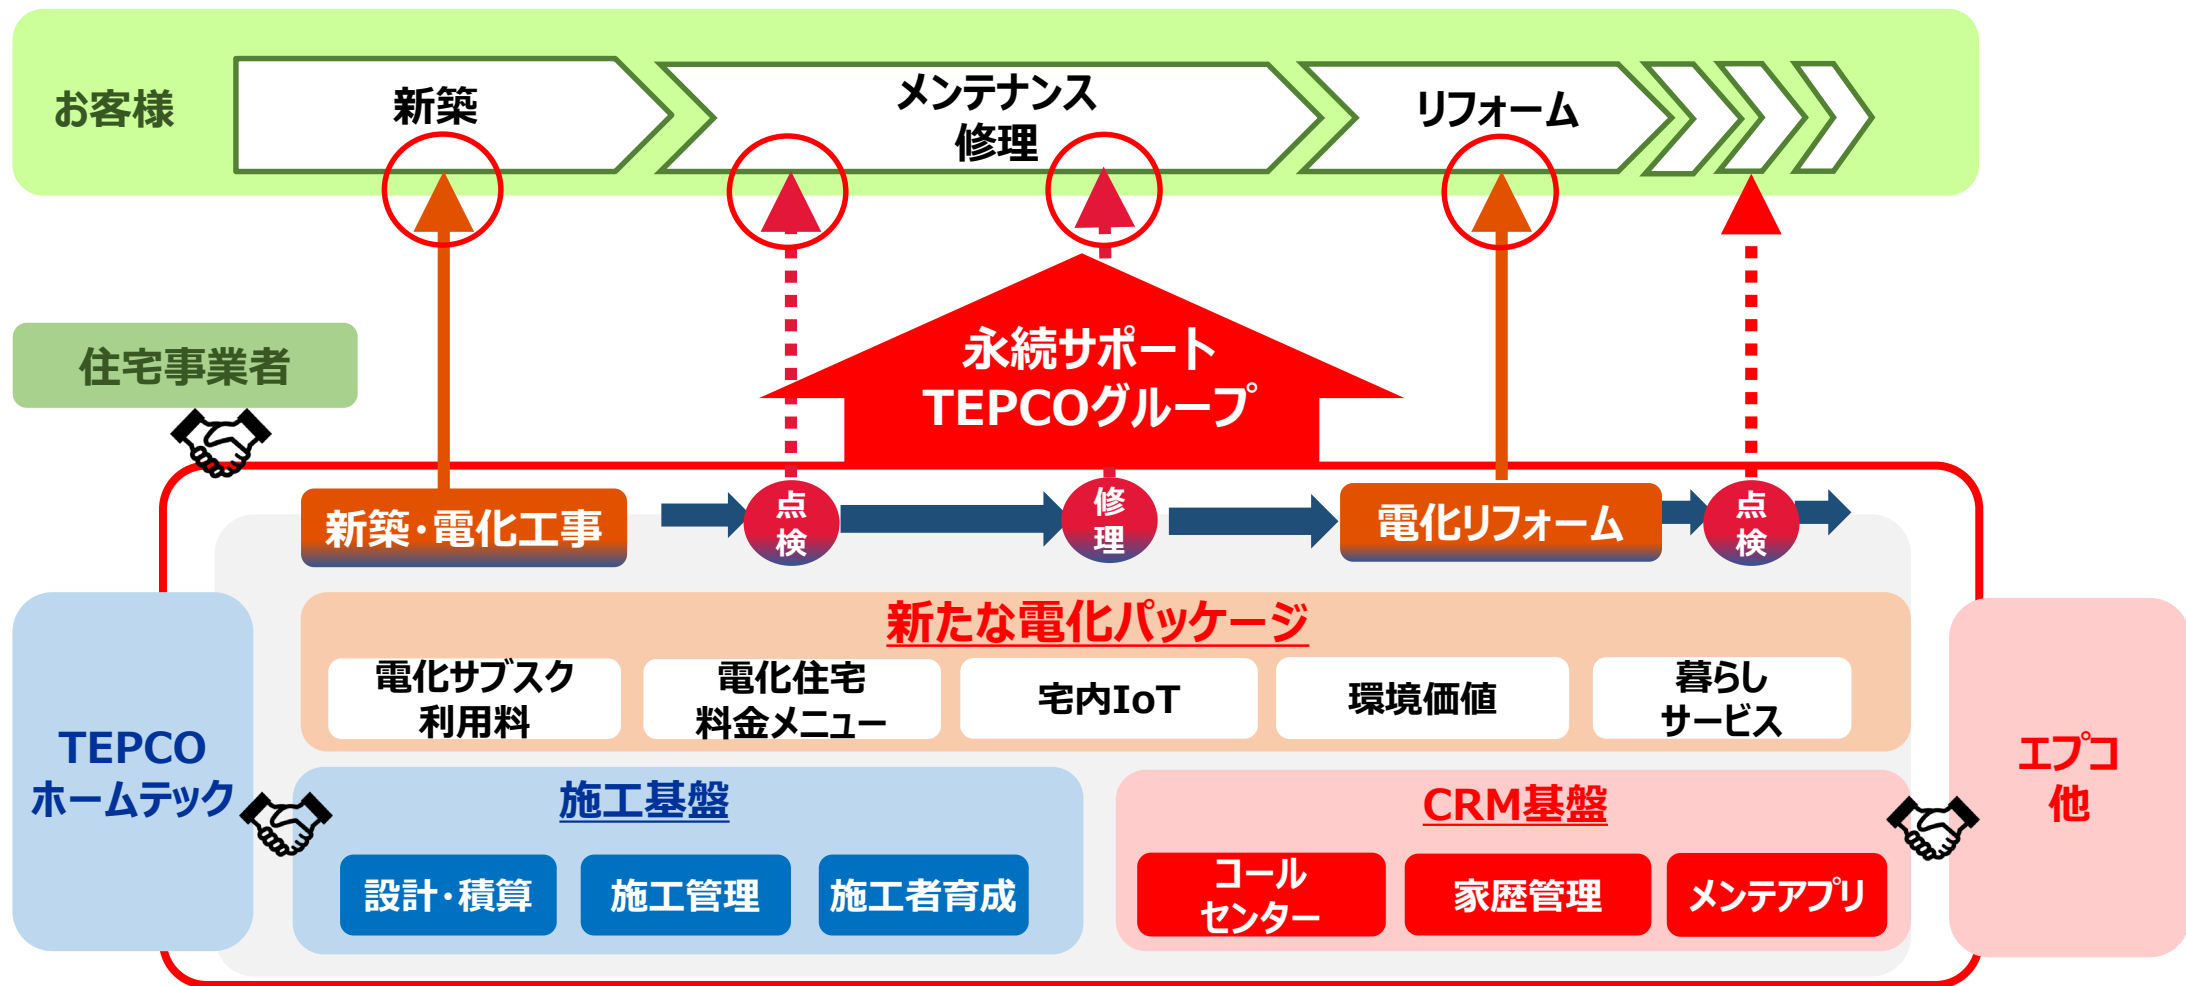 お客様
新築
メンテナンス
修理
リフォーム
住宅事業者
永続サポート
TEPCOグループ
新築・電化工事
点
検
修
理
電化リフォーム
点
検
新たな電化パッケージ
電化サブスク
利用料
電化住宅
料金メニュー
宅内IoT
環境価値
暮らし
サービス
TEPCO
ホームテック
施工基盤
設計・積算
施工管理
施工者育成
CRM基盤
コール
センター
家歴管理
メンテアプリ
エプコ
他